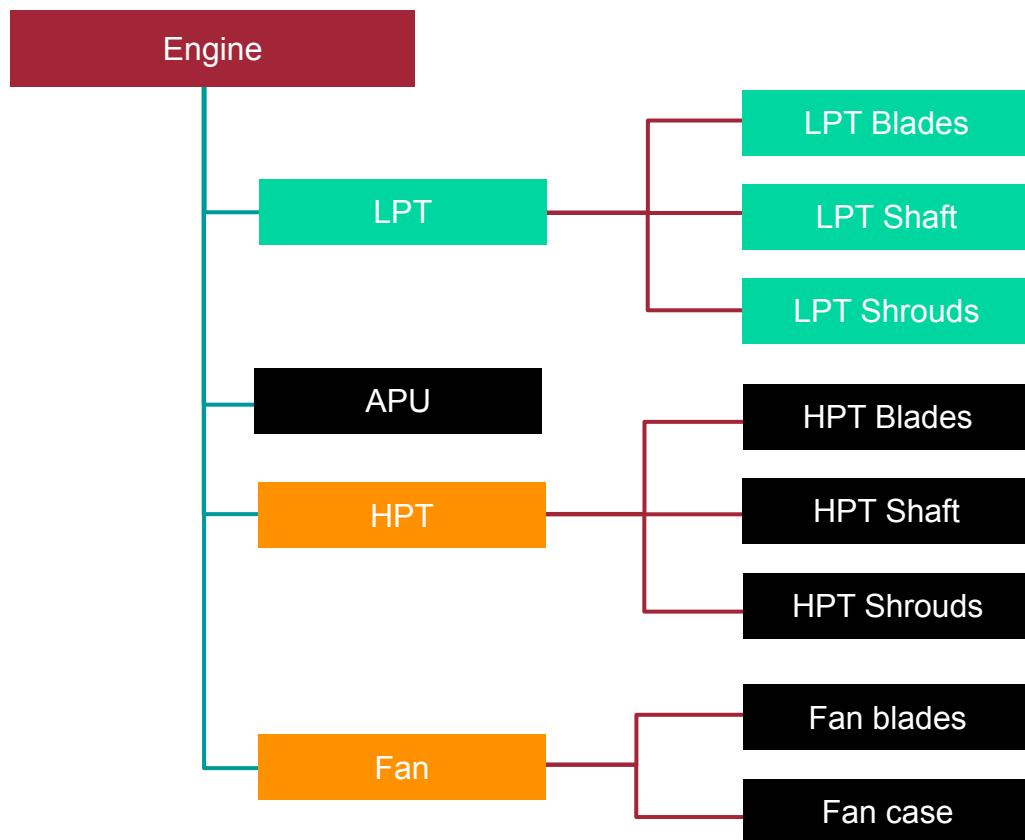 Engine
LPT
LPT Blades
LPT Shaft
LPT Shrouds
APU
HPT
HPT Blades
HPT Shaft
HPT Shrouds
Fan
Fan blades
Fan case